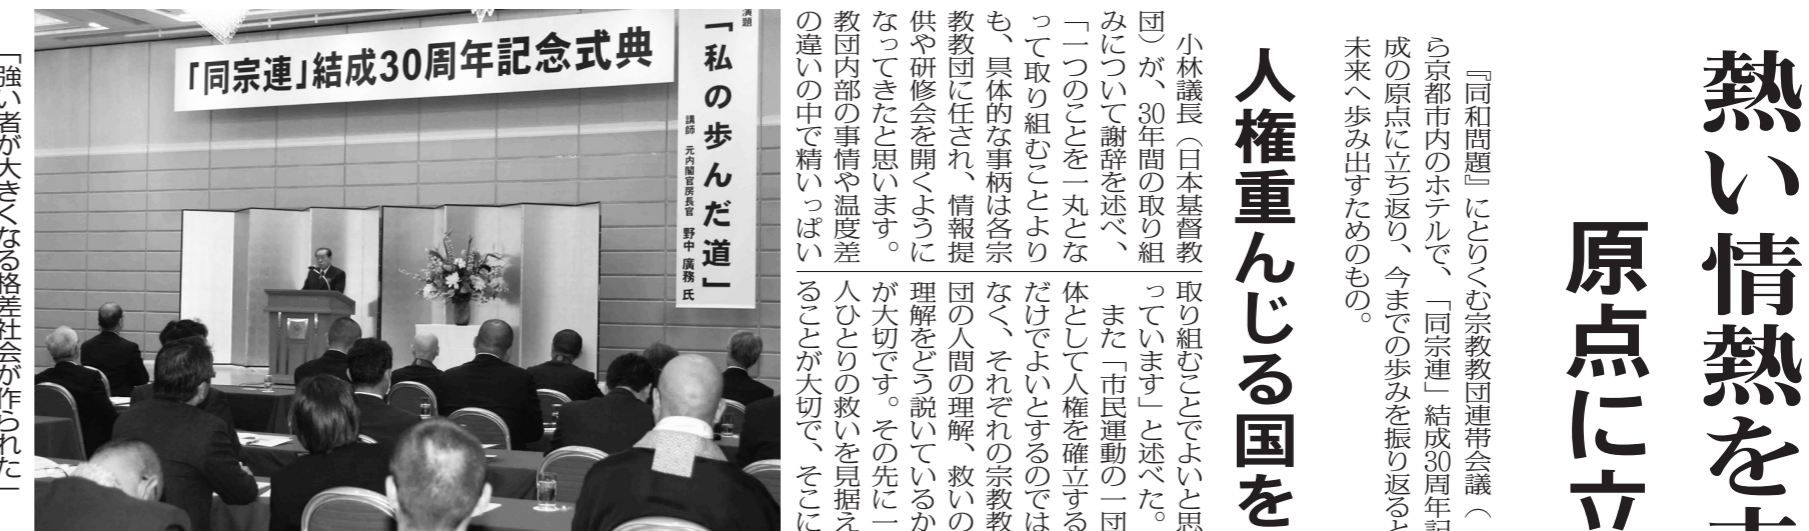 熱い情熱を
原点に立
『同和問題』にとりくむ宗教教団連帯会議（
ら京都市内のホテルで、「同宗連」結成30周年記
成の原点に立ち返り、今までの歩みを振り返ると
未来へ歩み出すためのもの。
人権重んじる国を
小林議長（日本基督教
団）が、30年間の取り組
みについて謝辞を述べ、
「一つのことを一丸とな
って取り組むことより
も、具体的な事柄は各宗
教教団に任され、情報提
供や研修会を開くように
なってきたと思います。
教団内部の事情や温度差
の違いの中で精いっぱい
取り組むことでよいと思
っています」と述べた。
また「市民運動の一団
体として人権を確立する
だけでよいとするのでは
なく、それぞれの宗教教
団の人間の理解、救いの
理解をどう説いているか
が大切です。その先に一
人ひとりの救いを見据え
ることが大切で、そこに
演題
「私の歩んだ道」
講師 元内閣官房長官 野中 廣務 氏
「同宗連」結成30周年記念式典
「強い者が大きくなる格差社会が作られた」